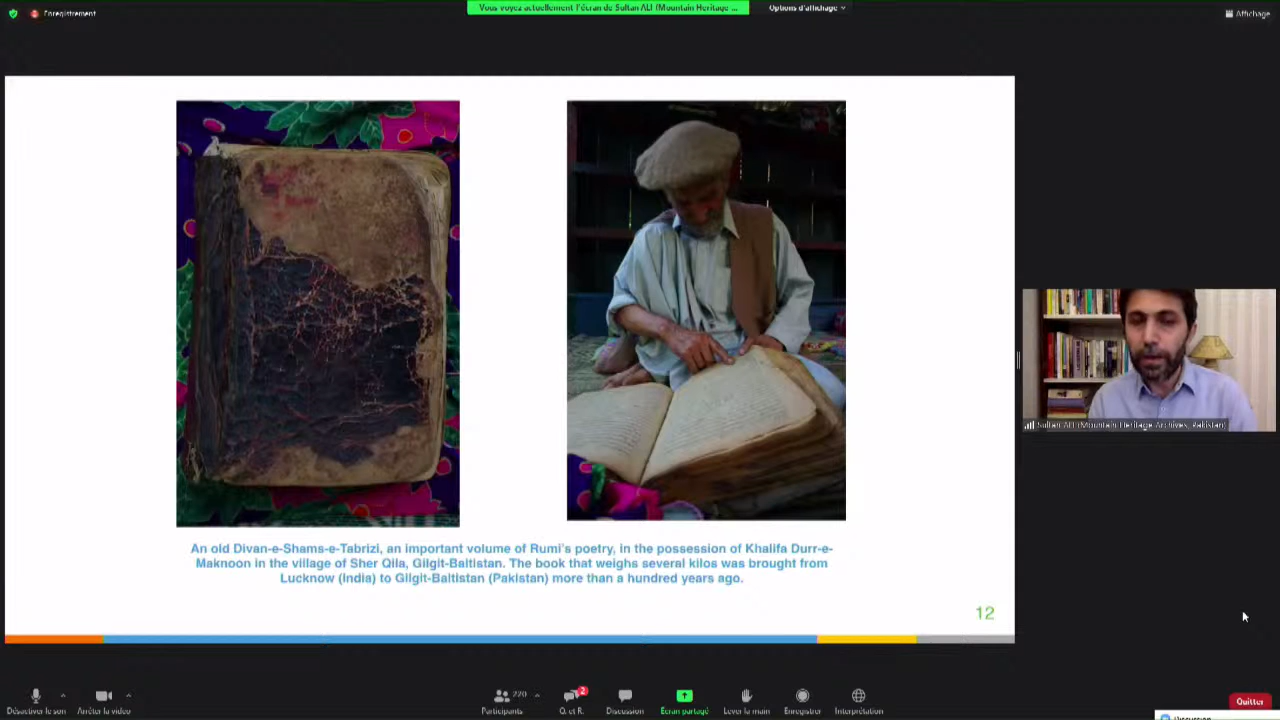 Enregistrement
Vous voyez actuellement l'écran de Sultan ALI (Mountain Heritage ...
Options d'affichage
Affichage
An old Divan-e-Shams-e-Tabrizi, an important volume of Rumi's poetry, in the possession of Khalifa Durr-e-
Maknoon in the village of Sher Qila, Gilgit-Baltistan. The book that weighs several kilos was brought from
Lucknow (India) to Gilgit-Baltistan (Pakistan) more than a hundred years ago.
12
Sultan ALI (Mountain Heritage Archives, Pakistan)
Désactiver le son
Arrêter la vidéo
220
Participants
2
Q. et R.
Discussion
Écran partagé
Lever la main
Enregistrer
Interprétation
Quitter
Discussion